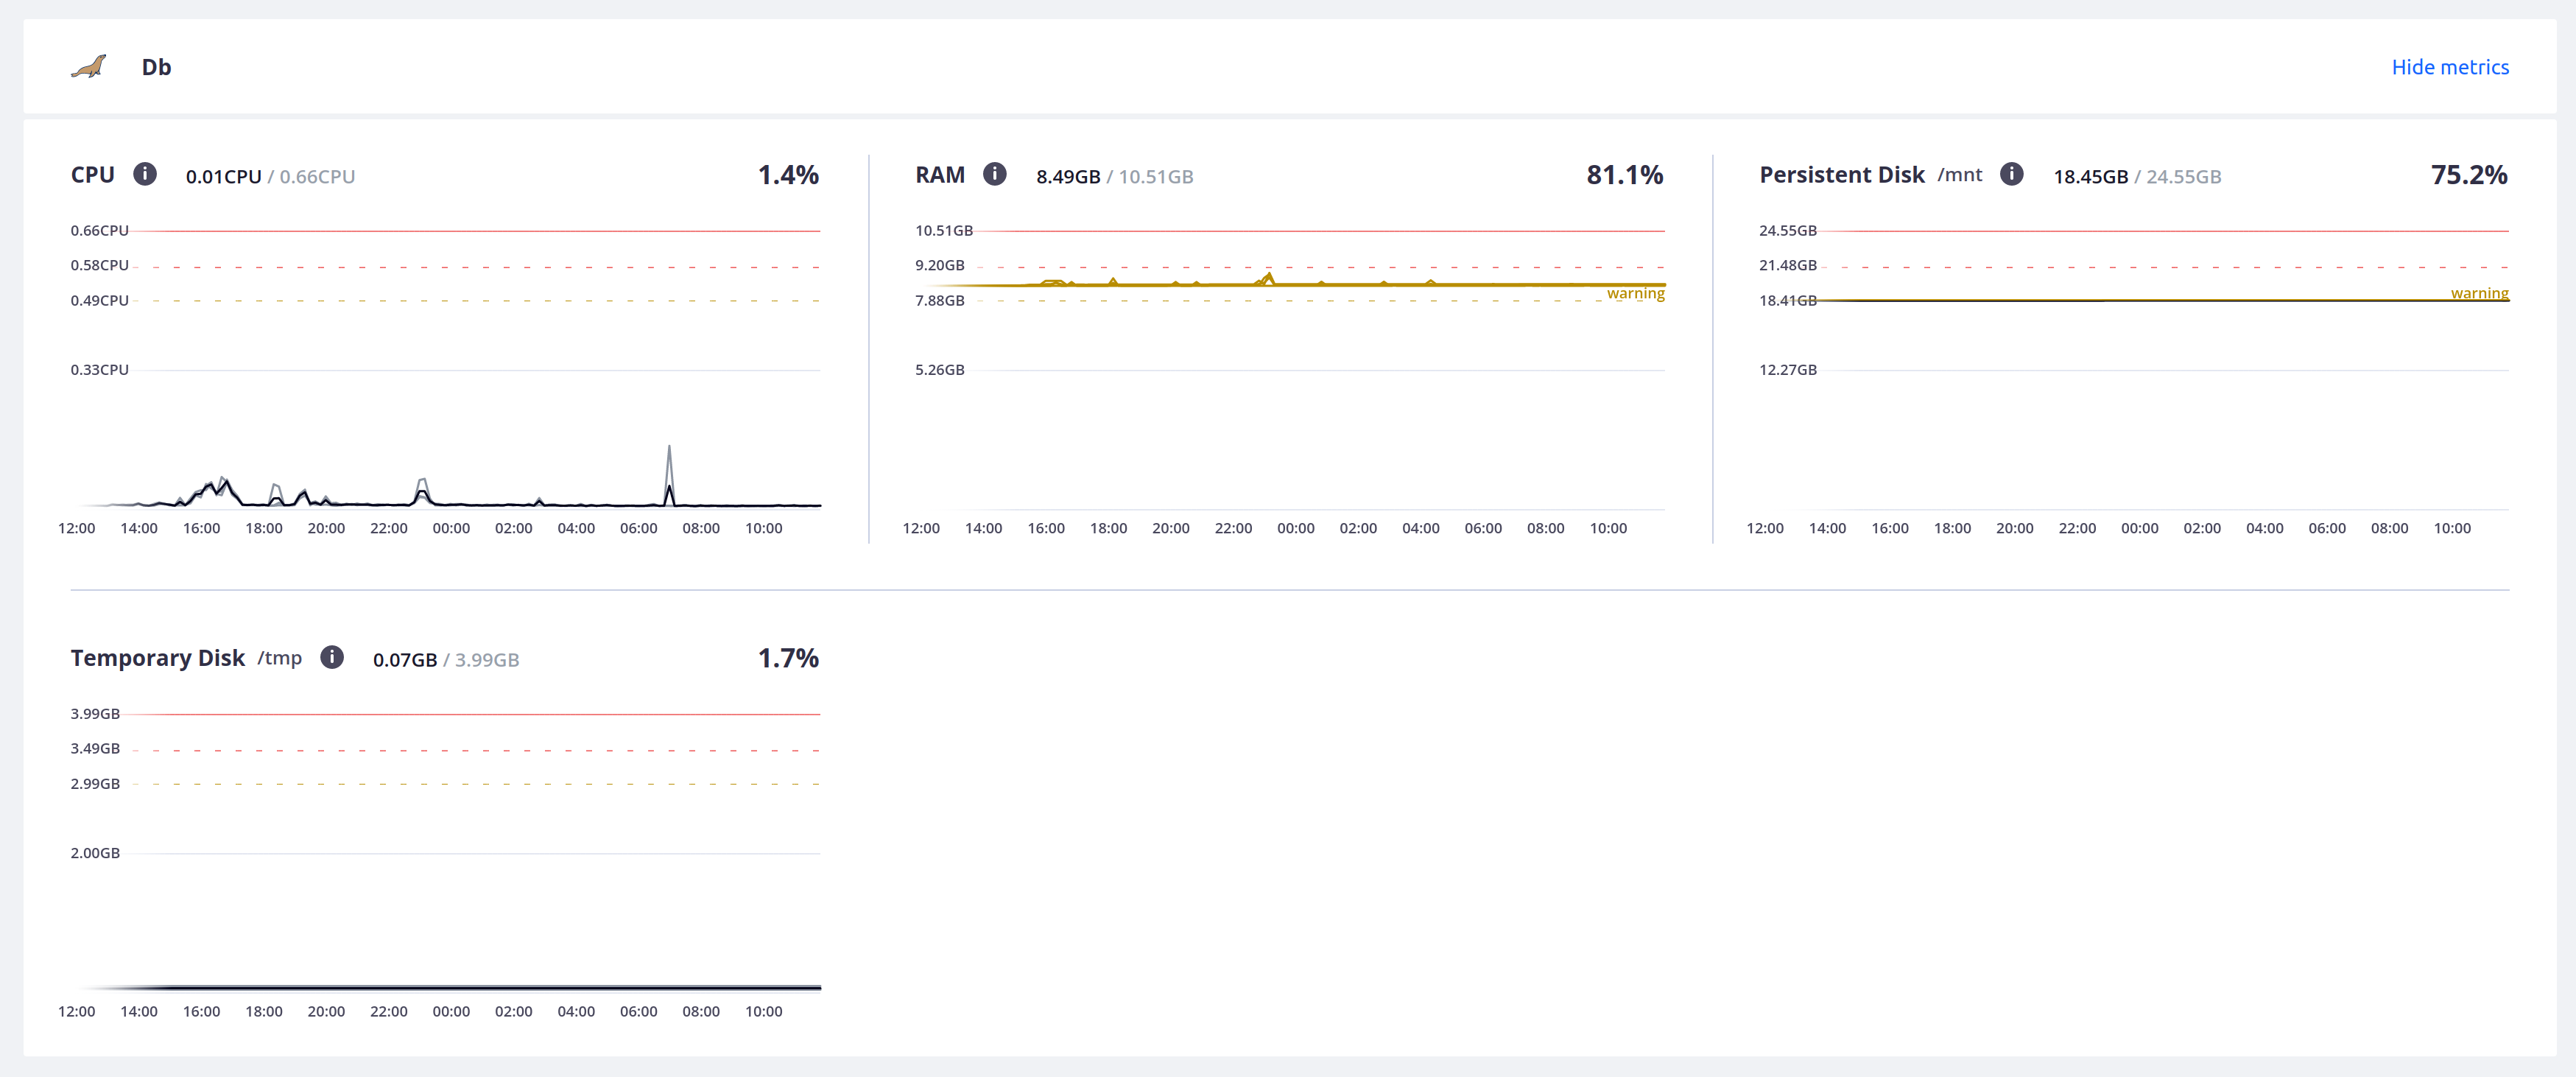 Db
Hide metrics
CPU i 0.01CPU / 0.66CPU 1.4%
0.66CPU
0.58CPU
0.49CPU
0.33CPU
12:00 14:00 16:00 18:00 20:00 22:00 00:00 02:00 04:00 06:00 08:00 10:00
RAM i 8.49GB / 10.51GB 81.1%
10.51GB
9.20GB
warning
7.88GB
5.26GB
12:00 14:00 16:00 18:00 20:00 22:00 00:00 02:00 04:00 06:00 08:00 10:00
Persistent Disk /mnt i 18.45GB / 24.55GB 75.2%
24.55GB
21.48GB
warning
18.41GB
12.27GB
12:00 14:00 16:00 18:00 20:00 22:00 00:00 02:00 04:00 06:00 08:00 10:00
Temporary Disk /tmp i 0.07GB / 3.99GB 1.7%
3.99GB
3.49GB
2.99GB
2.00GB
12:00 14:00 16:00 18:00 20:00 22:00 00:00 02:00 04:00 06:00 08:00 10:00